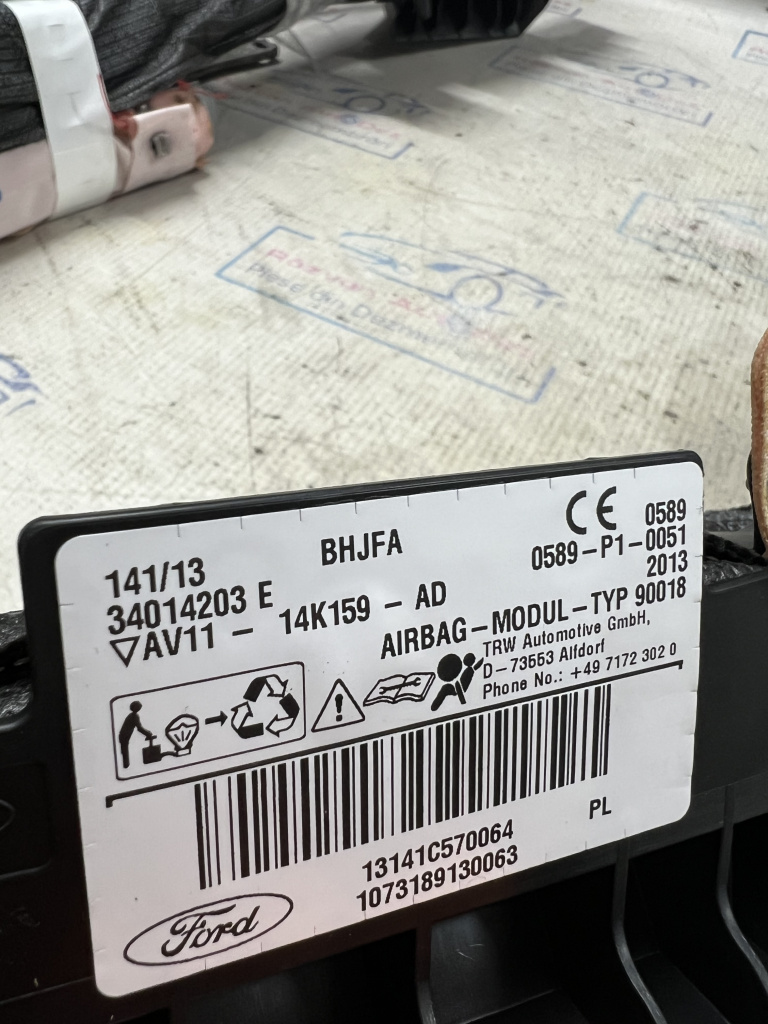 BHJFA
141/13
34014203 E
▽AV11 - 14K159 - AD
CE 0589
0589-P1-0051
2013
AIRBAG-MODUL-TYP 90018
TRW Automotive GmbH,
D-73553 Alfdorf
Phone No.: +49 7172 302 0
PL
13141C570064
1073189130063
Ford